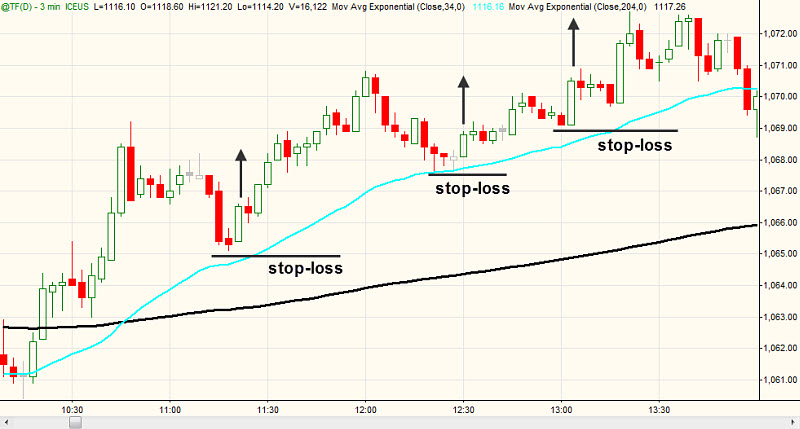 @TF(D) - 3 min ICEUS L=1116.10 O=1118.60 Hi=1121.20 Lo=1114.20 V=16,122 Mov Avg Exponential (Close,34,0) 1116.16 Mov Avg Exponential (Close,204,0) 1117.26
1,072.00
1,071.00
1,070.00
1,069.00
stop-loss
1,068.00
stop-loss
1,067.00
1,066.00
1,065.00
stop-loss
1,064.00
1,063.00
1,062.00
1,061.00
10:30 11:00 11:30 12:00 12:30 13:00 13:30